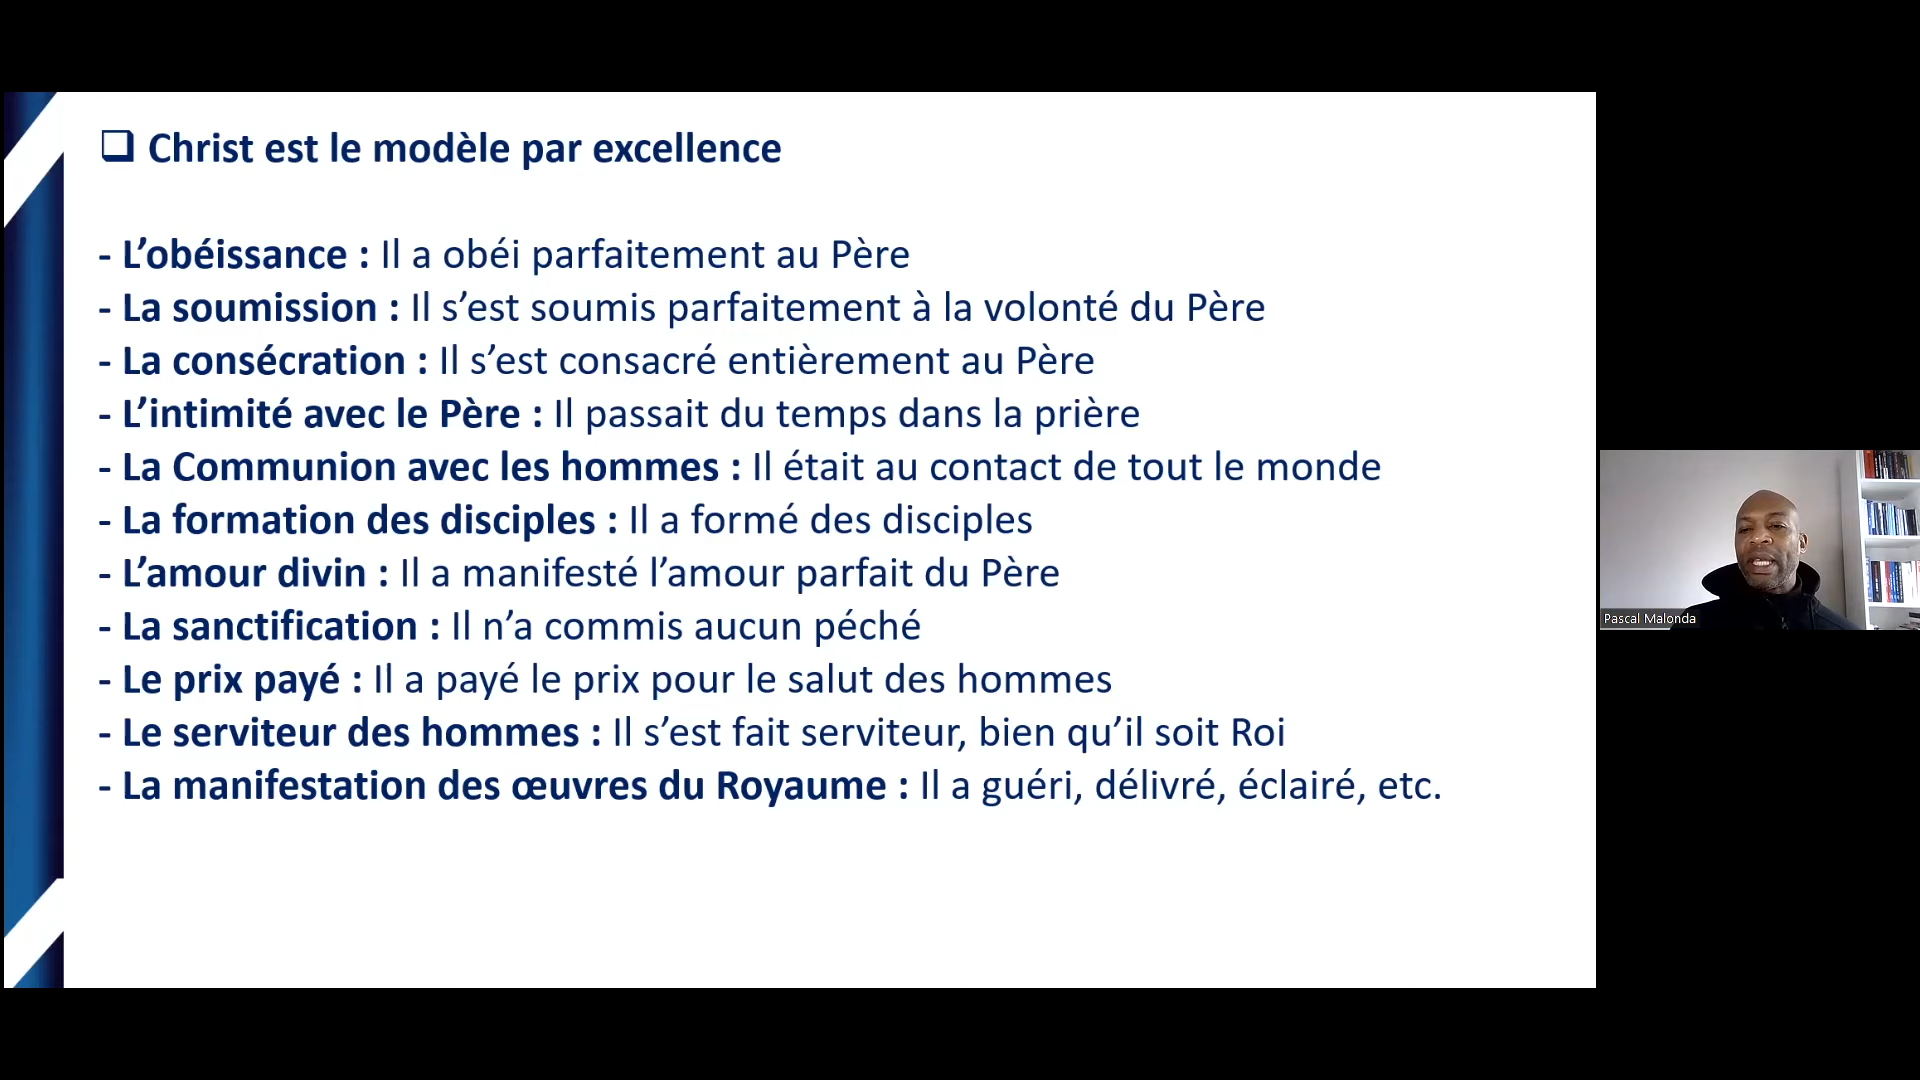 ❑ Christ est le modèle par excellence
- L’obéissance : Il a obéi parfaitement au Père
- La soumission : Il s’est soumis parfaitement à la volonté du Père
- La consécration : Il s’est consacré entièrement au Père
- L’intimité avec le Père : Il passait du temps dans la prière
- La Communion avec les hommes : Il était au contact de tout le monde
- La formation des disciples : Il a formé des disciples
- L’amour divin : Il a manifesté l’amour parfait du Père
- La sanctification : Il n’a commis aucun péché
- Le prix payé : Il a payé le prix pour le salut des hommes
- Le serviteur des hommes : Il s’est fait serviteur, bien qu’il soit Roi
- La manifestation des œuvres du Royaume : Il a guéri, délivré, éclairé, etc.
Pascal Malonda